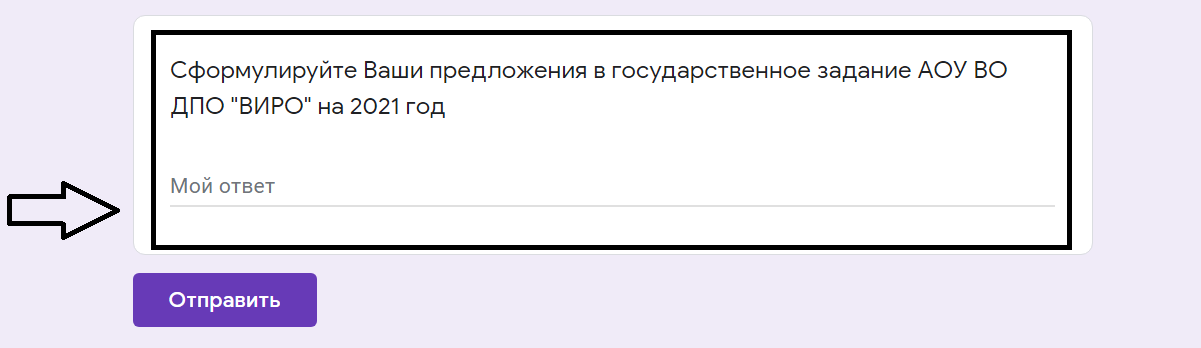 Сформулируйте Ваши предложения в государственное задание АОУ ВО
ДПО "ВИРО" на 2021 год
Мой ответ
Отправить